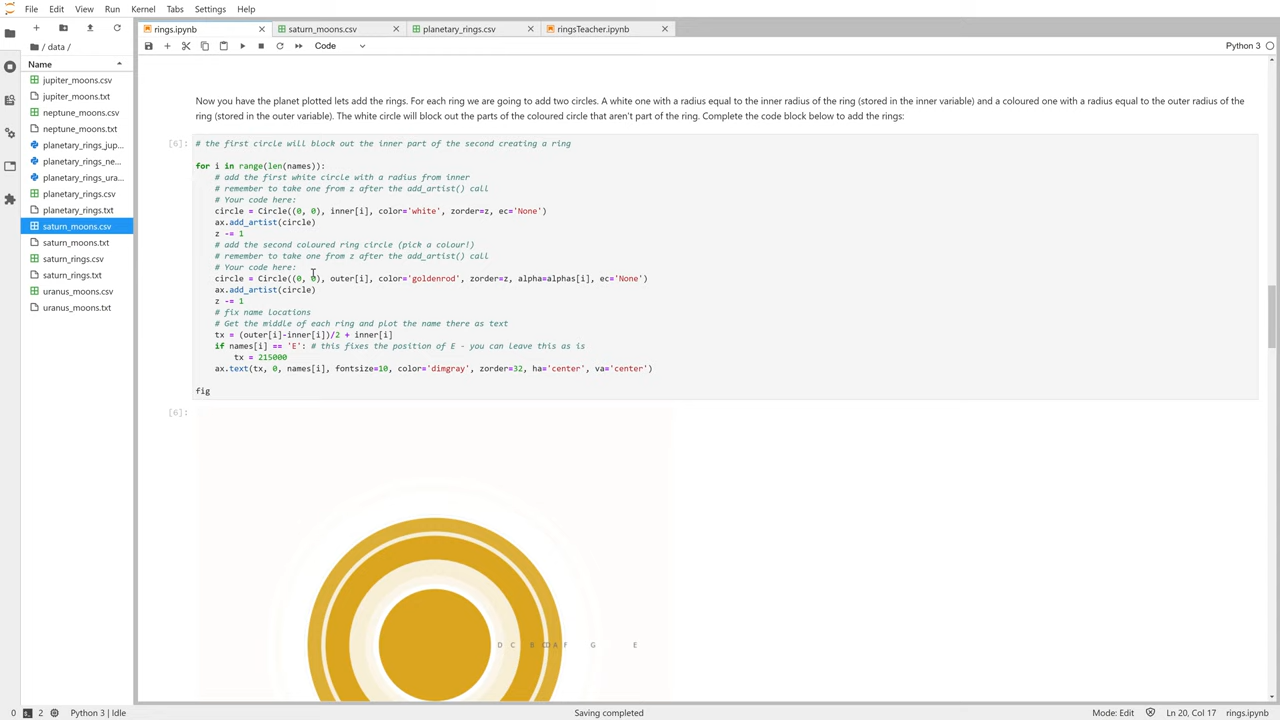 File Edit View Run Kernel Tabs Settings Help
rings.ipynb
saturn_moons.csv
planetary_rings.csv
ringsTeacher.ipynb
Code
Python 3
/ data /
Name
jupiter_moons.csv
jupiter_moons.txt
neptune_moons.csv
neptune_moons.txt
planetary_rings_jup...
planetary_rings_ne...
planetary_rings_ura...
planetary_rings.csv
planetary_rings.txt
saturn_moons.csv
saturn_moons.txt
saturn_rings.csv
saturn_rings.txt
uranus_moons.csv
uranus_moons.txt
Now you have the planet plotted lets add the rings. For each ring we are going to add two circles. A white one with a radius equal to the inner radius of the ring (stored in the inner variable) and a coloured one with a radius equal to the outer radius of the
ring (stored in the outer variable). The white circle will block out the parts of the coloured circle that aren't part of the ring. Complete the code block below to add the rings:
[6]:
# the first circle will block out the inner part of the second creating a ring
for i in range(len(names)):
# add the first white circle with a radius from inner
# remember to take one from z after the add_artist() call
# Your code here:
circle = Circle((0, 0), inner[i], color='white', zorder=z, ec='None')
ax.add_artist(circle)
z -= 1
# add the second coloured ring circle (pick a colour!)
# remember to take one from z after the add_artist() call
# Your code here:
circle = Circle((0, 0), outer[i], color='goldenrod', zorder=z, alpha=alphas[i], ec='None')
ax.add_artist(circle)
z -= 1
# fix name locations
# Get the middle of each ring and plot the name there as text
tx = (outer[i]-inner[i])/2 + inner[i]
if names[i] == 'E': # this fixes the position of E - you can leave this as is
tx = 215000
ax.text(tx, 0, names[i], fontsize=10, color='dimgray', zorder=32, ha='center', va='center')
fig
[6]:
D C B A F G E
0 2 Python 3 | Idle
Saving completed
Mode: Edit
Ln 20, Col 17
rings.ipynb